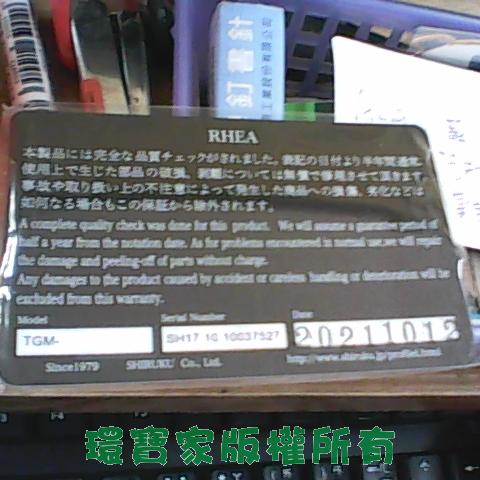 釘書針
RHEA
本製品には完全な品質チェックがされました。表記の日付より半年間通常
使用上で生じた部品の破損、剥離については無償で修理させて頂きます。
事故や取り扱い上の不注意によって発生した商品への損傷、劣化などは
如何なる場合もこの保証から除外されます。
A complete quality check was done for this product. We will assume a guarantee period of
half a year from the notation date. As for problems encountered in normal use, we will repair
the damage and peeling-off of parts without charge.
Any damages to the product caused by accident or careless handling or deterioration will be
excluded from this warranty.
Model
Serial Number
Date
TGM-
SH17 10 10037527
20211012
Since1979
SHIRUKU Co., Ltd.
環寶家版權所有